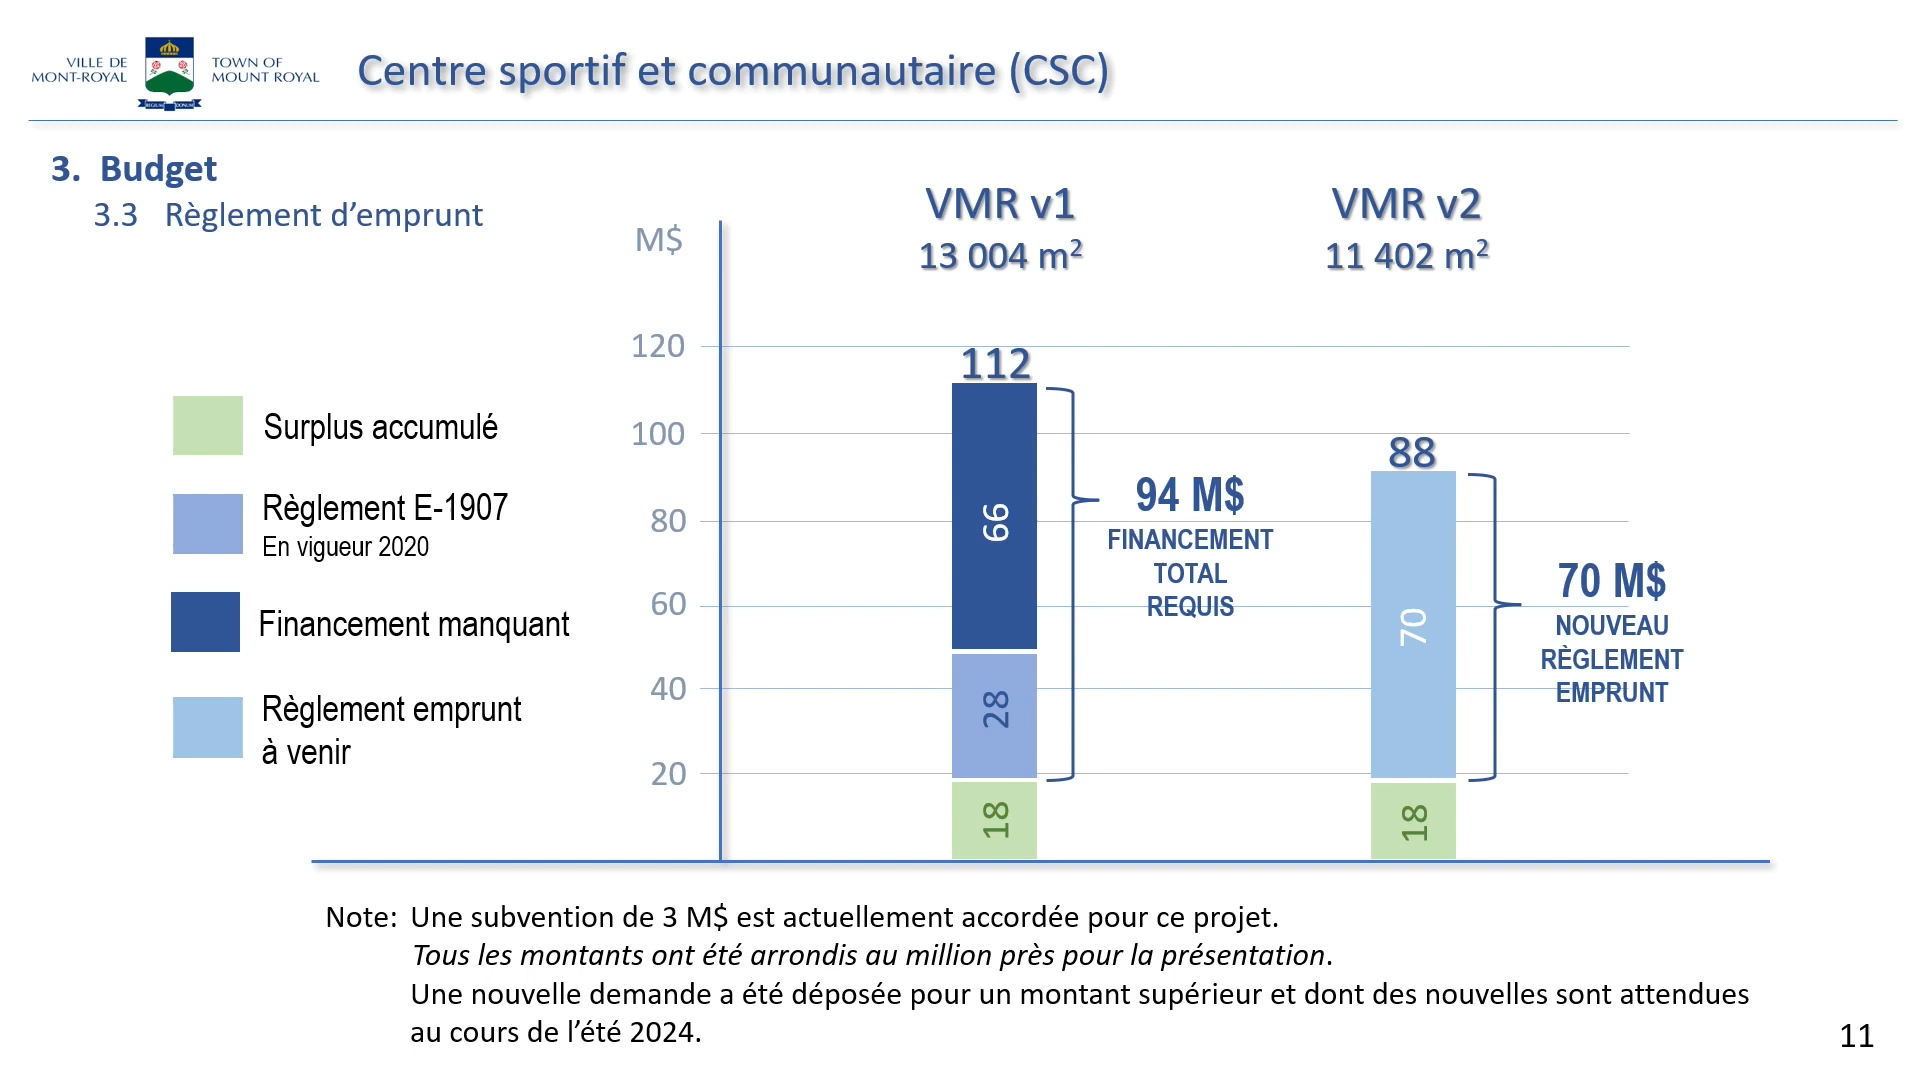 VILLE DE
MONT-ROYAL
TOWN OF
MOUNT ROYAL
REGIUM DONUM
Centre sportif et communautaire (CSC)
3. Budget
3.3 Règlement d’emprunt
VMR v1
13 004 m²
VMR v2
11 402 m²
M$
120
100
80
60
40
20
Surplus accumulé
Règlement E-1907
En vigueur 2020
Financement manquant
Règlement emprunt
à venir
112
66
28
18
94 M$
FINANCEMENT
TOTAL
REQUIS
88
70
18
70 M$
NOUVEAU
RÈGLEMENT
EMPRUNT
Note: Une subvention de 3 M$ est actuellement accordée pour ce projet.
Tous les montants ont été arrondis au million près pour la présentation.
Une nouvelle demande a été déposée pour un montant supérieur et dont des nouvelles sont attendues
au cours de l’été 2024.
11